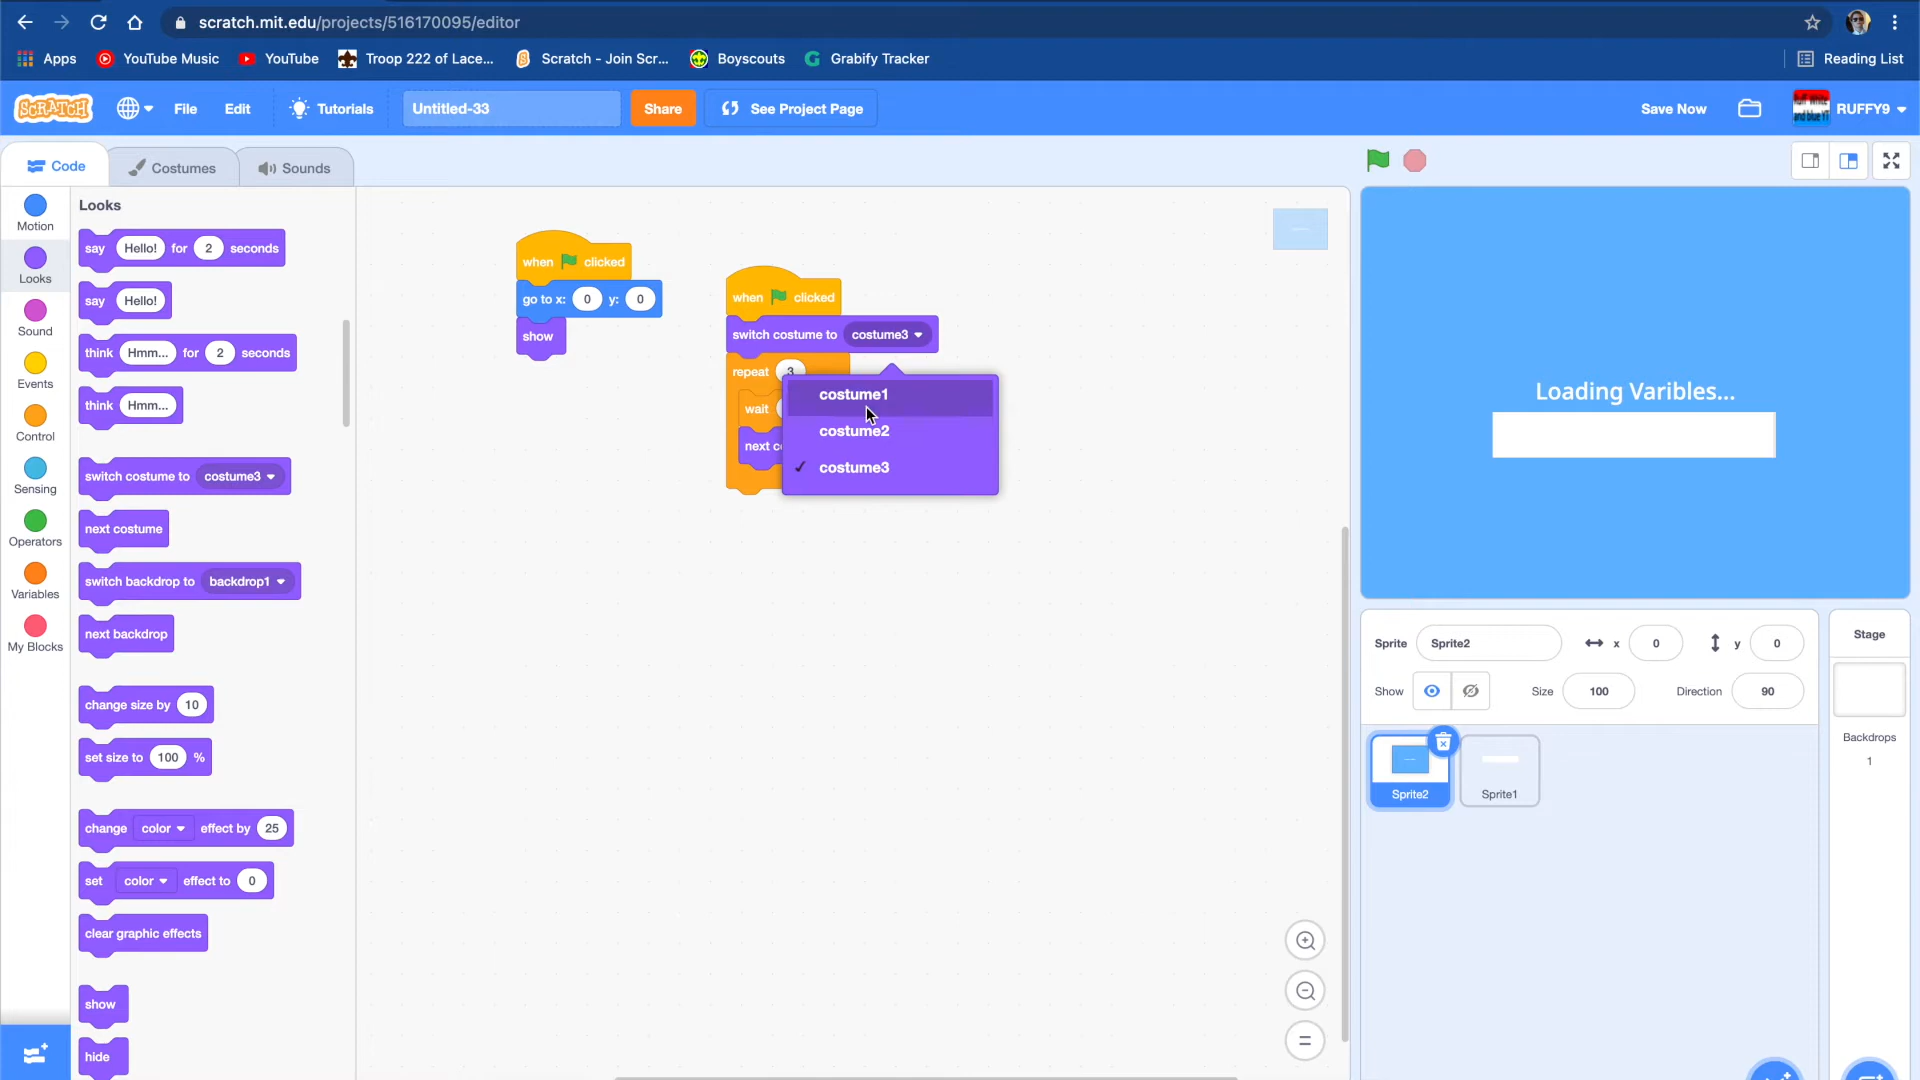 scratch.mit.edu/projects/516170095/editor
Apps YouTube Music YouTube Troop 222 of Lace... Scratch - Join Scr... Boyscouts Grabify Tracker Reading List
SCRATCH File Edit Tutorials Untitled-33 Share See Project Page Save Now RUFFY9
Code Costumes Sounds
Motion
Looks
Sound
Events
Control
Sensing
Operators
Variables
My Blocks
Looks
say Hello! for 2 seconds
say Hello!
think Hmm... for 2 seconds
think Hmm...
switch costume to costume3
next costume
switch backdrop to backdrop1
next backdrop
change size by 10
set size to 100 %
change color effect by 25
set color effect to 0
clear graphic effects
show
hide
when clicked
go to x: 0 y: 0
show
when clicked
switch costume to costume3
repeat 3
wait
next
costume1
costume2
costume3
Loading Varibles...
Sprite Sprite2 x 0 y 0
Show Size 100 Direction 90
Sprite2
Sprite1
Stage
Backdrops
1